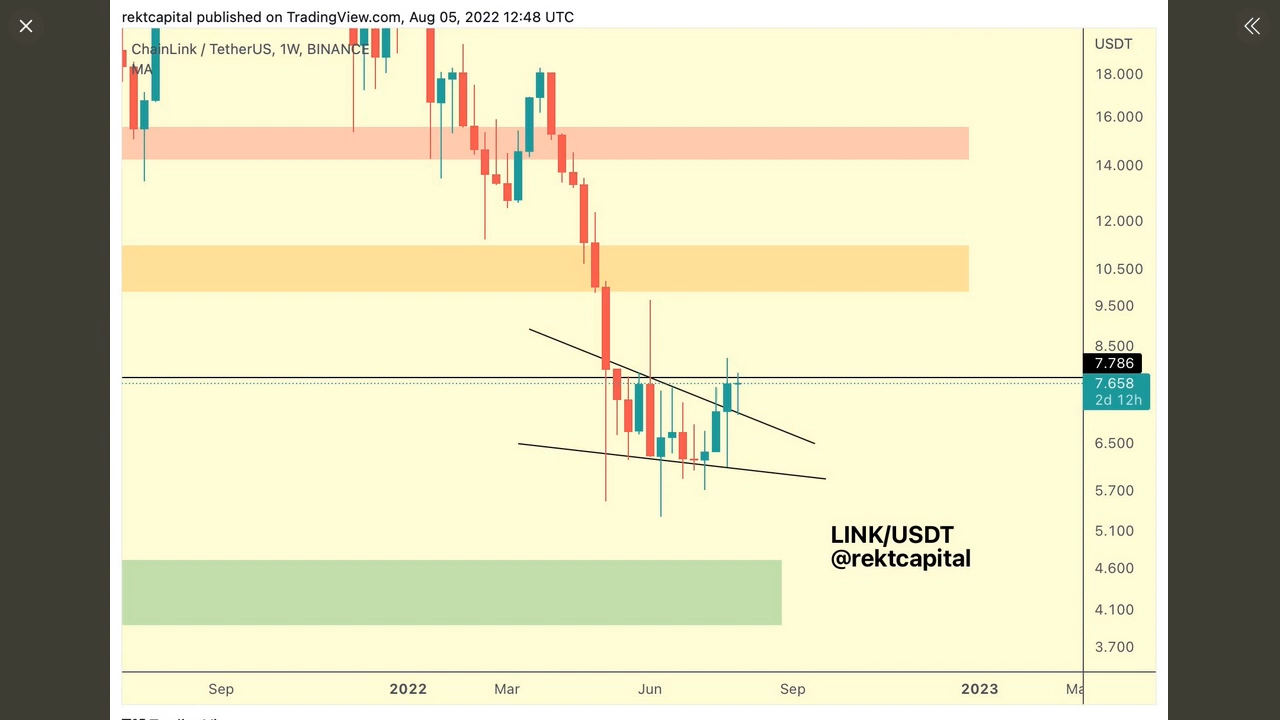 rektcapital published on TradingView.com, Aug 05, 2022 12:48 UTC
ChainLink / TetherUS, 1W, BINANCE
MA
USDT
18.000
16.000
14.000
12.000
10.500
9.500
8.500
7.786
7.658
2d 12h
6.500
5.700
5.100
4.600
4.100
3.700
LINK/USDT
@rektcapital
Sep
2022
Mar
Jun
Sep
2023